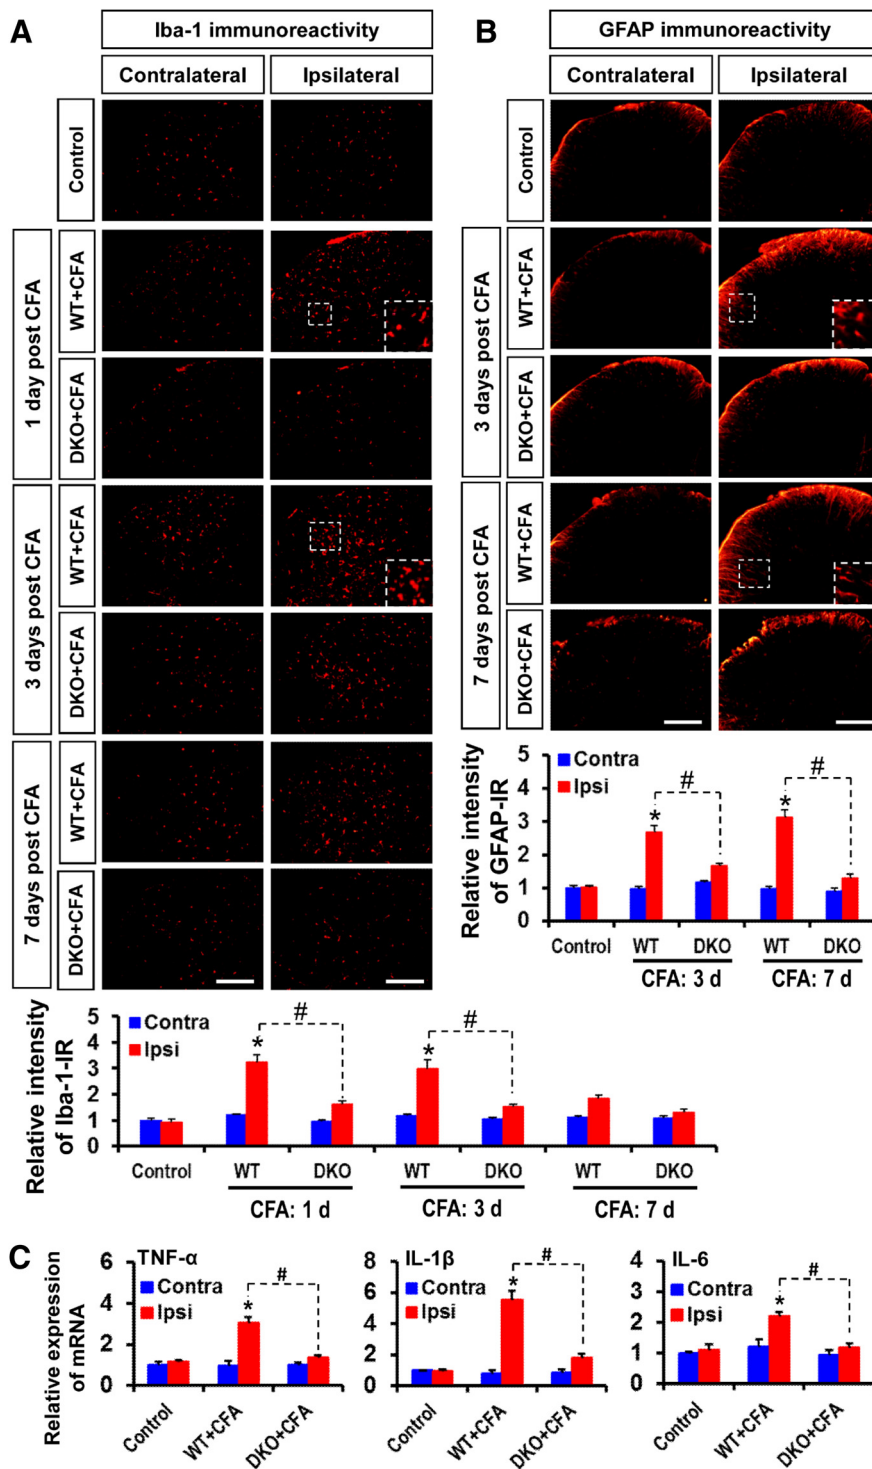 A
Iba-1 immunoreactivity
Contralateral
Ipsilateral
Control
1 day post CFA
WT+CFA
DKO+CFA
3 days post CFA
WT+CFA
DKO+CFA
7 days post CFA
WT+CFA
DKO+CFA
Relative intensity
of Iba-1-IR
5
4
3
2
1
0
Contra
Ipsi
*
#
*
#
Control
WT
DKO
WT
DKO
WT
DKO
CFA: 1 d
CFA: 3 d
CFA: 7 d
B
GFAP immunoreactivity
Contralateral
Ipsilateral
Control
3 days post CFA
WT+CFA
DKO+CFA
7 days post CFA
WT+CFA
DKO+CFA
Relative intensity
of GFAP-IR
5
4
3
2
1
0
Contra
Ipsi
*
#
*
#
Control
WT
DKO
WT
DKO
CFA: 3 d
CFA: 7 d
C
Relative expression
of mRNA
TNF-α
6
4
2
0
Contra
Ipsi
*
#
Control
WT+CFA
DKO+CFA
IL-1β
8
6
4
2
0
Contra
Ipsi
*
#
Control
WT+CFA
DKO+CFA
IL-6
4
3
2
1
0
Contra
Ipsi
*
#
Control
WT+CFA
DKO+CFA